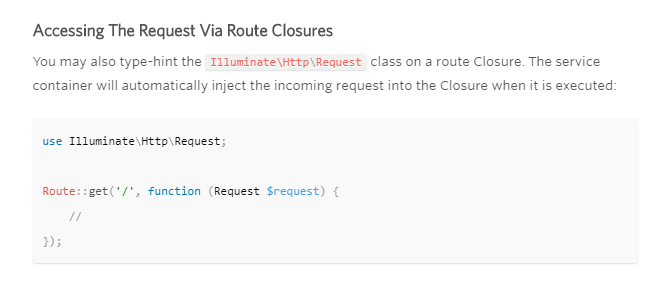 Accessing The Request Via Route Closures
You may also type-hint the Illuminate\Http\Request class on a route Closure. The service
container will automatically inject the incoming request into the Closure when it is executed:
use Illuminate\Http\Request;
Route::get('/', function (Request $request) {
    //
});